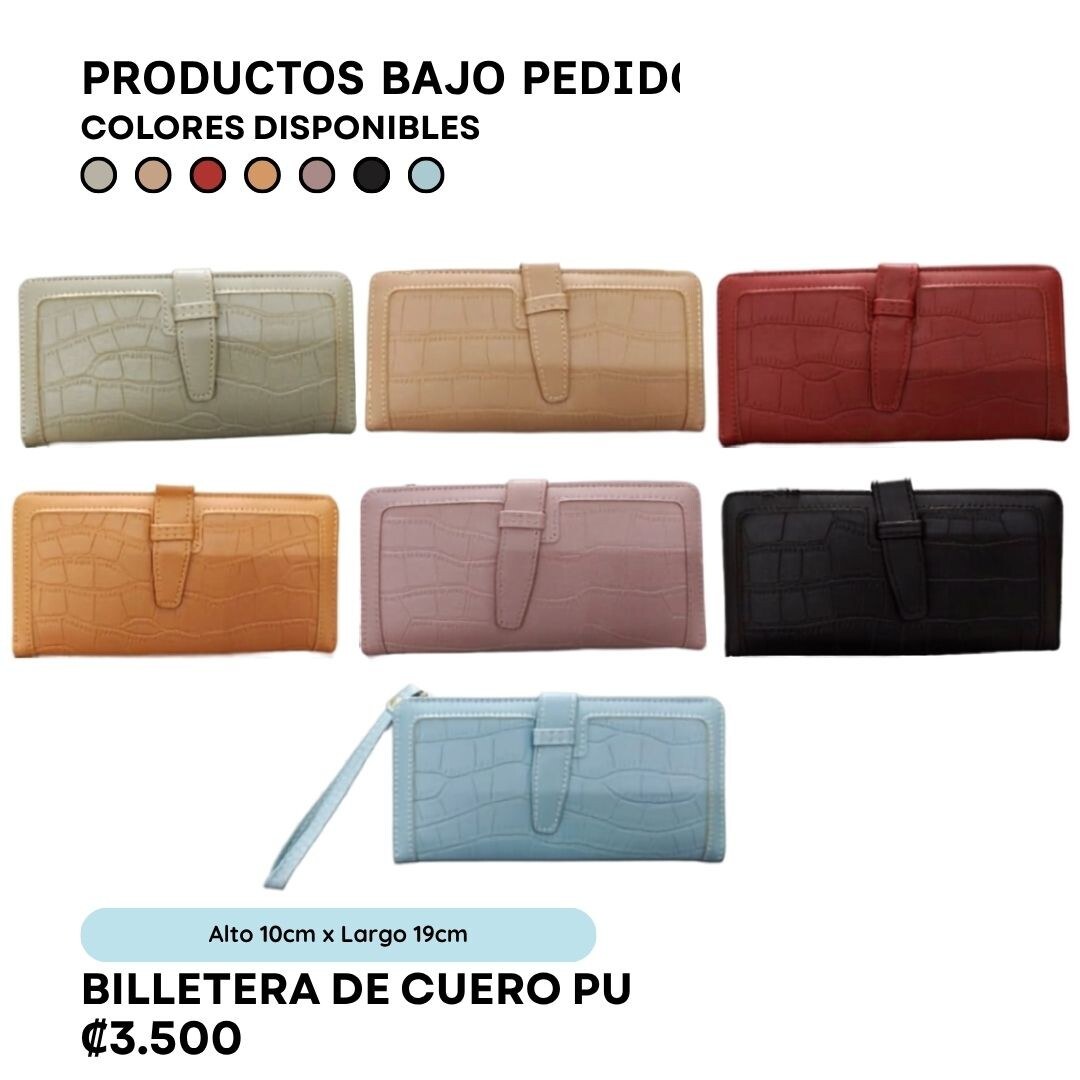 PRODUCTOS BAJO PEDIDO
COLORES DISPONIBLES
Alto 10cm x Largo 19cm
BILLETERA DE CUERO PU
₡3.500